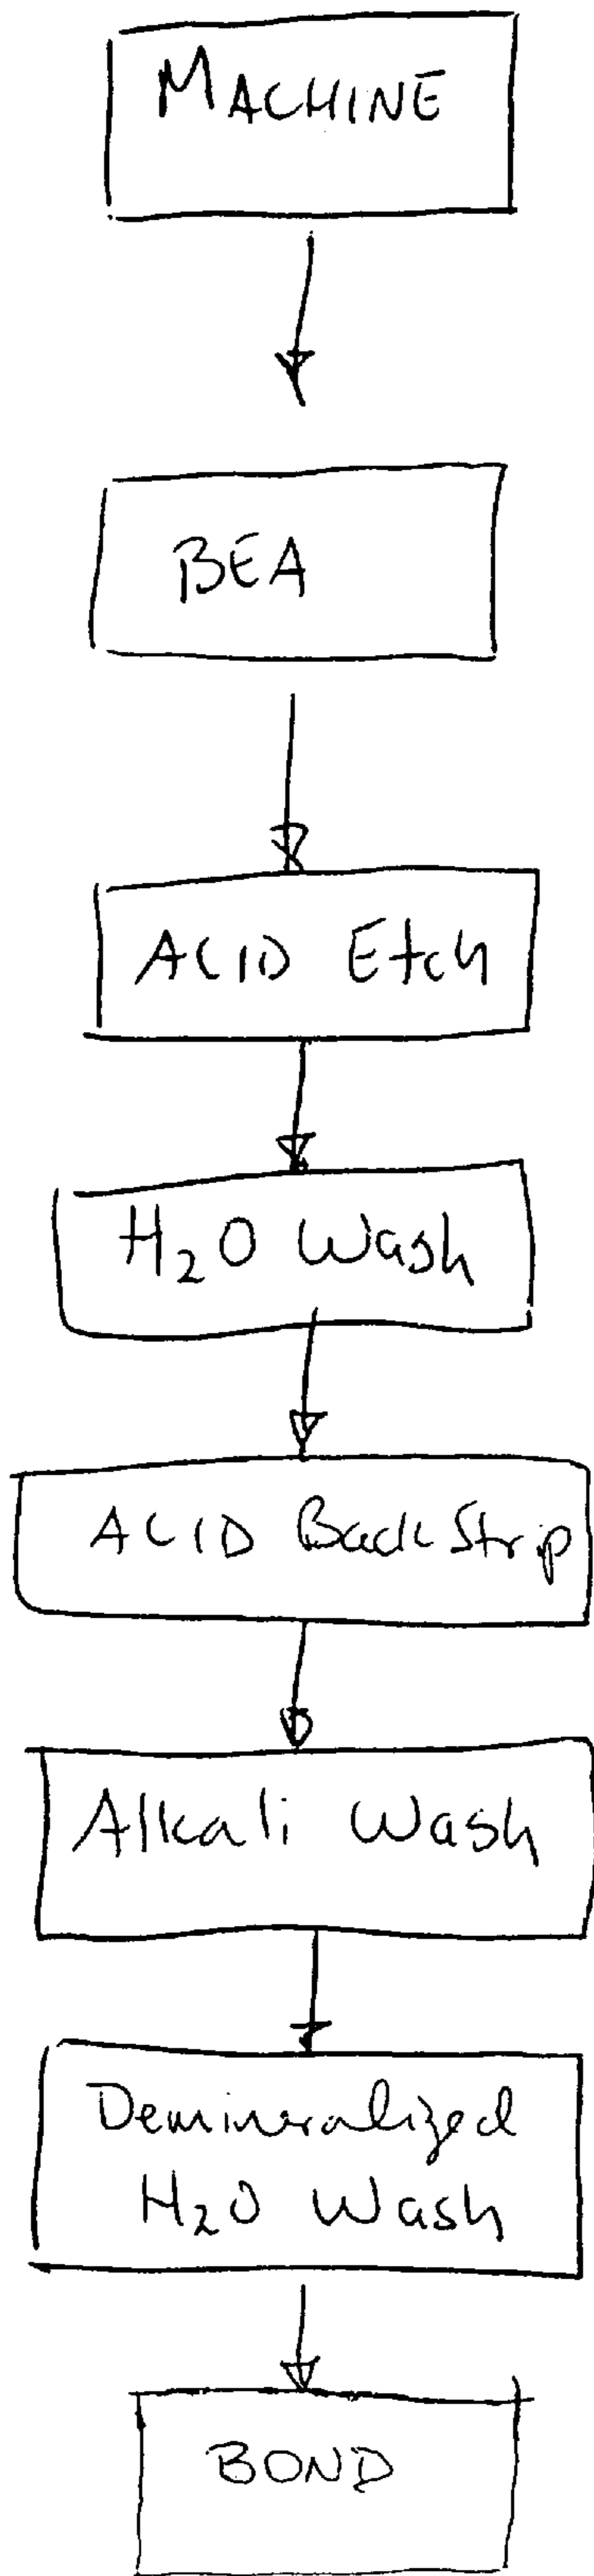 MACHINE
BEA
ACID Etch
H₂O Wash
ACID Back Strip
Alkali Wash
Demineralized
H₂O Wash
BOND